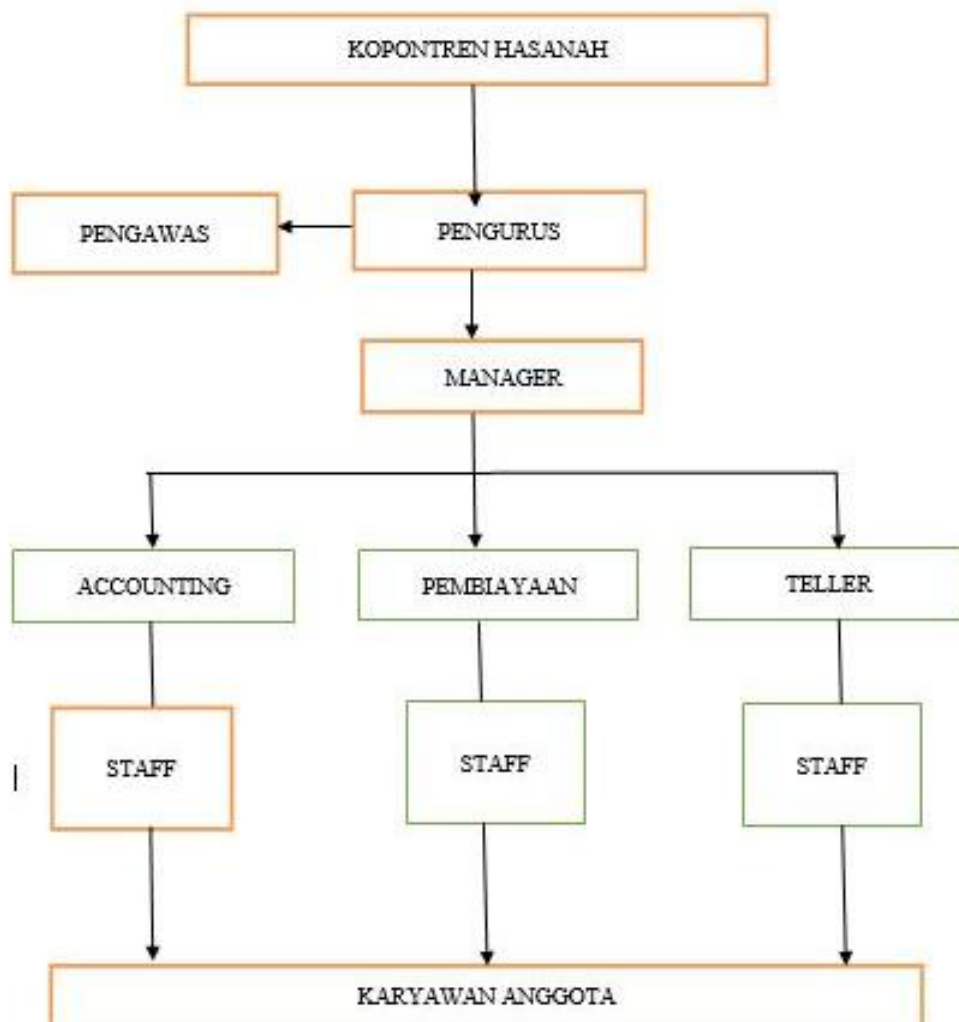 KOPONTREN HASANAH
PENGAWAS
PENGURUS
MANAGER
ACCOUNTING
PEMBIAYAAN
TELLER
STAFF
STAFF
STAFF
KARYAWAN ANGGOTA